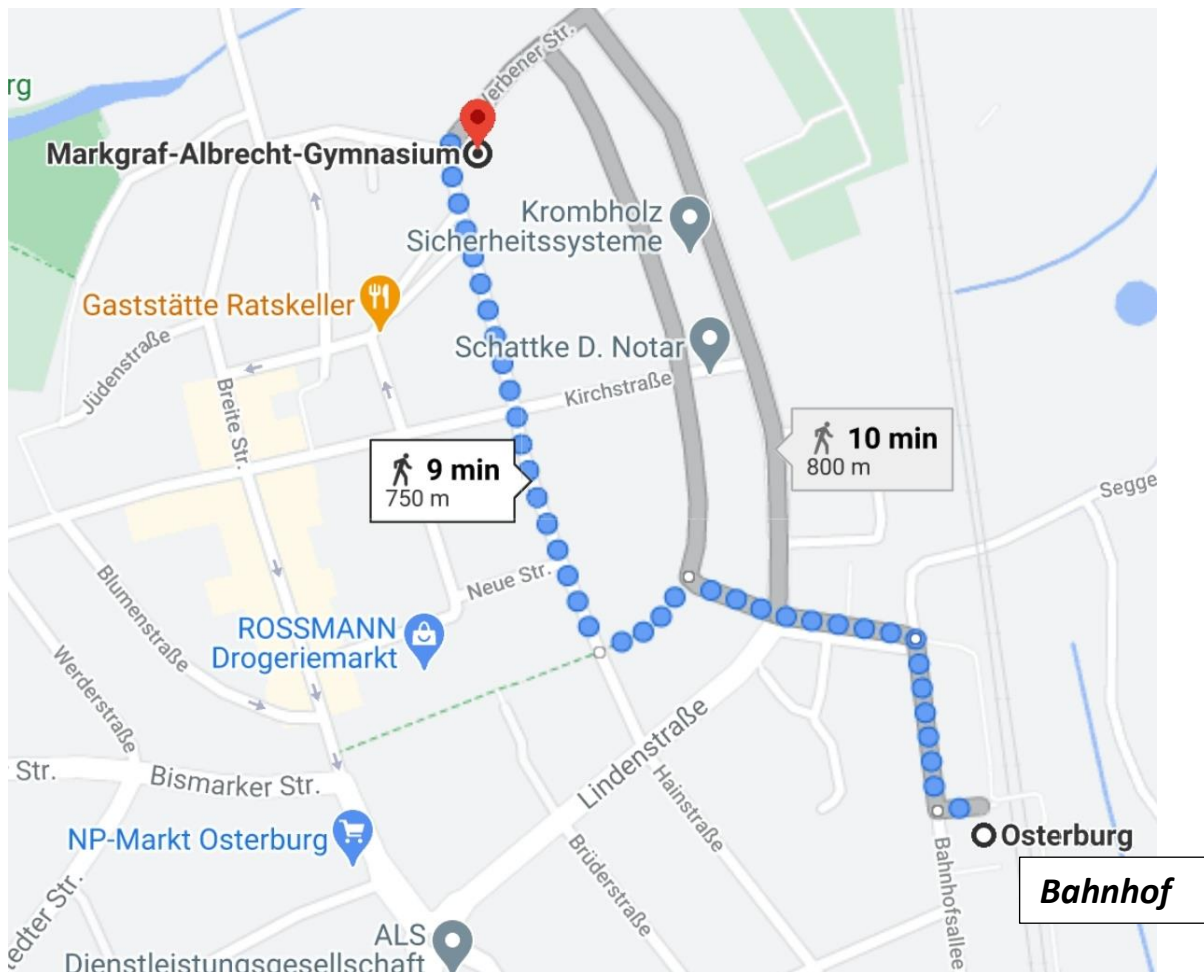 rg
Werbener Str.
Markgraf-Albrecht-Gymnasium
Krombholz
Sicherheitssysteme
Gaststätte Ratskeller
Schattke D. Notar
Jüdenstraße
Breite Str.
Kirchstraße
10 min
800 m
9 min
750 m
Segge
Neue Str.
Blumenstraße
ROSSMANN
Drogeriemarkt
Werderstraße
Lindenstraße
Str.
Bismarker Str.
Hainstraße
NP-Markt Osterburg
Osterburg
Brüderstraße
Bahnhofsallee
Bahnhof
tedter Str.
ALS
Dienstleistungsgesellschaft